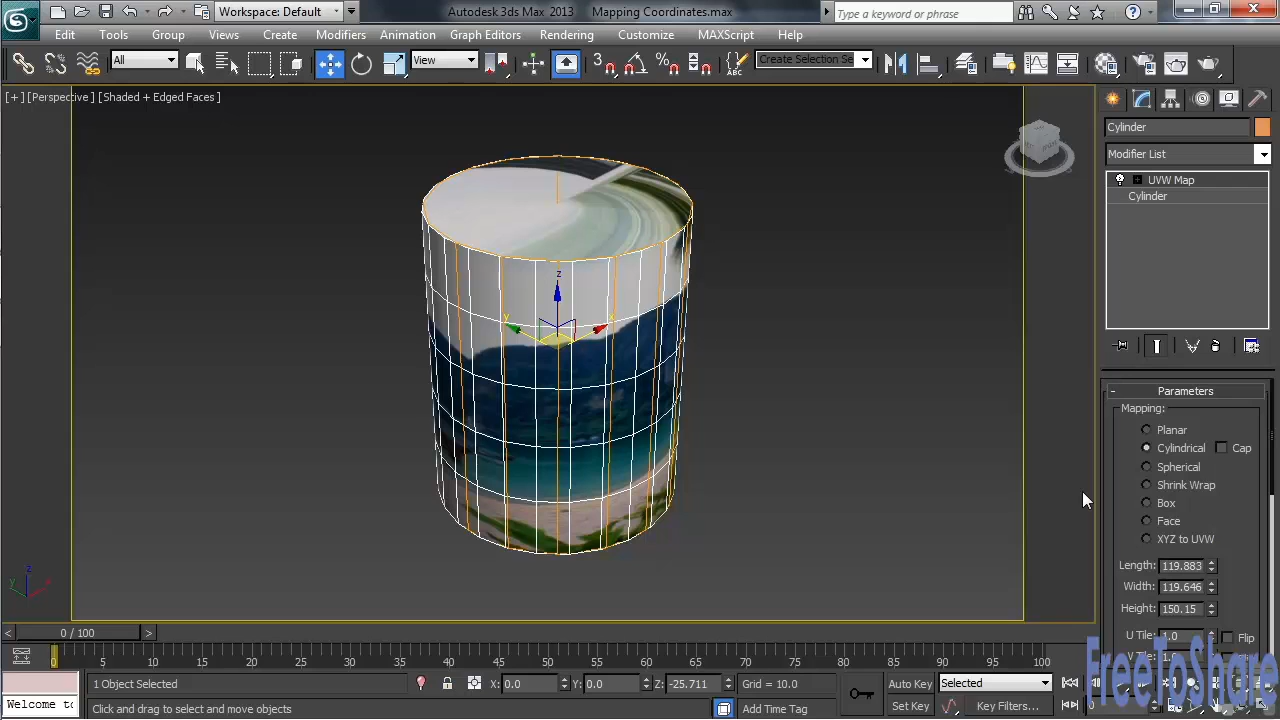 Workspace: Default
Autodesk 3ds Max 2013 Mapping Coordinates.max
Type a keyword or phrase
Edit Tools Group Views Create Modifiers Animation Graph Editors Rendering Customize MAXScript Help
All View 3 ABC Create Selection Se
[+] [Perspective] [Shaded + Edged Faces]
Cylinder
Modifier List
UVW Map
Cylinder
z
y x
Parameters
Mapping:
Planar
Cylindrical Cap
Spherical
Shrink Wrap
Box
Face
XYZ to UVW
Length: 119.883
Width: 119.646
Height: 150.15
U Tile: 1.0 Flip
z
y x
< 0 / 100 >
0 5 10 15 20 25 30 35 40 45 50 55 60 65 70 75 80 85 90 95 100
FreeToShare
1 Object Selected X: 0.0 Y: 0.0 Z: -25.711 Grid = 10.0 Auto Key Selected
Welcome to Click and drag to select and move objects Add Time Tag Set Key Key Filters... 0